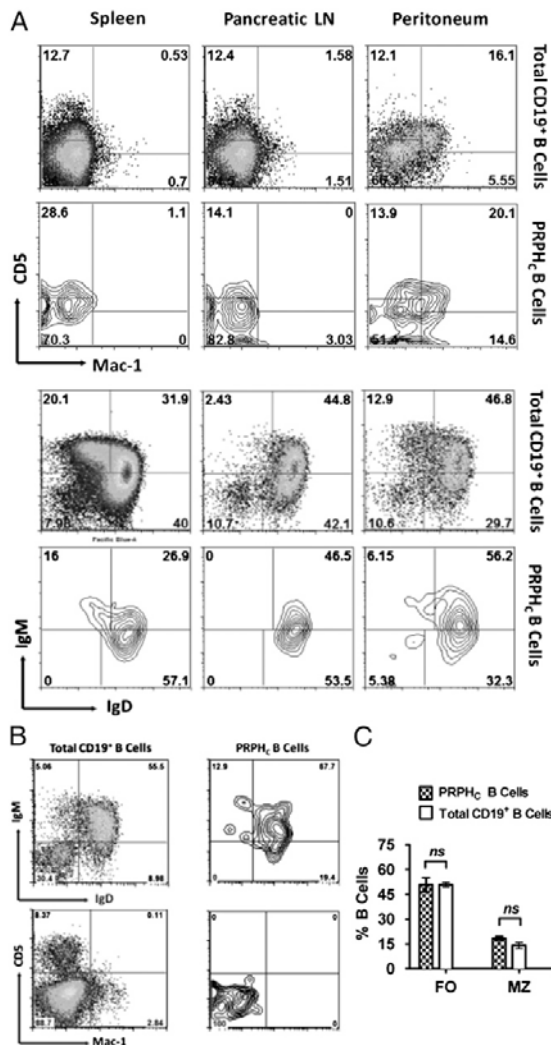 A
Spleen
Pancreatic LN
Peritoneum
12.7 0.53
0.7
12.4 1.58
1.51
12.1 16.1
5.55
Total CD19+ B Cells
28.6 1.1
70.3 0
14.1 0
82.8 3.03
13.9 20.1
14.6
PRPHC B Cells
CD5
Mac-1
20.1 31.9
7.98 40
Pacific Blue-A
2.43 44.8
10.7 42.1
12.9 46.8
10.6 29.7
Total CD19+ B Cells
16 26.9
0 57.1
0 46.5
0 53.5
6.15 56.2
5.38 32.3
PRPHC B Cells
IgM
IgD
B
Total CD19+ B Cells
PRPHC B Cells
5.06 55.5
30.4 8.98
12.9 67.7
0 19.4
IgM
IgD
8.37 0.11
88.7 2.84
0 0
100 0
CD5
Mac-1
C
PRPHC B Cells
Total CD19+ B Cells
% B Cells
75
60
45
30
15
0
ns
ns
FO
MZ